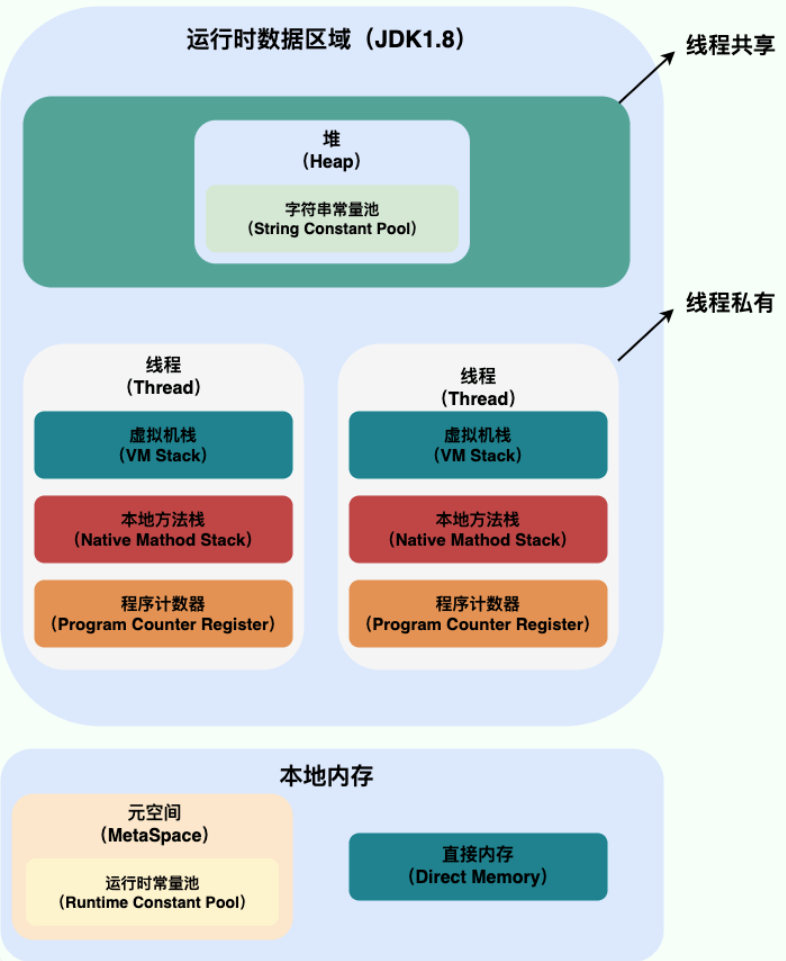 运行时数据区域（JDK1.8）
线程共享
堆
（Heap）
字符串常量池
（String Constant Pool）
线程私有
线程
（Thread）
虚拟机栈
（VM Stack）
本地方法栈
（Native Mathod Stack）
程序计数器
（Program Counter Register）
线程
（Thread）
虚拟机栈
（VM Stack）
本地方法栈
（Native Mathod Stack）
程序计数器
（Program Counter Register）
本地内存
元空间
（MetaSpace）
运行时常量池
（Runtime Constant Pool）
直接内存
（Direct Memory）